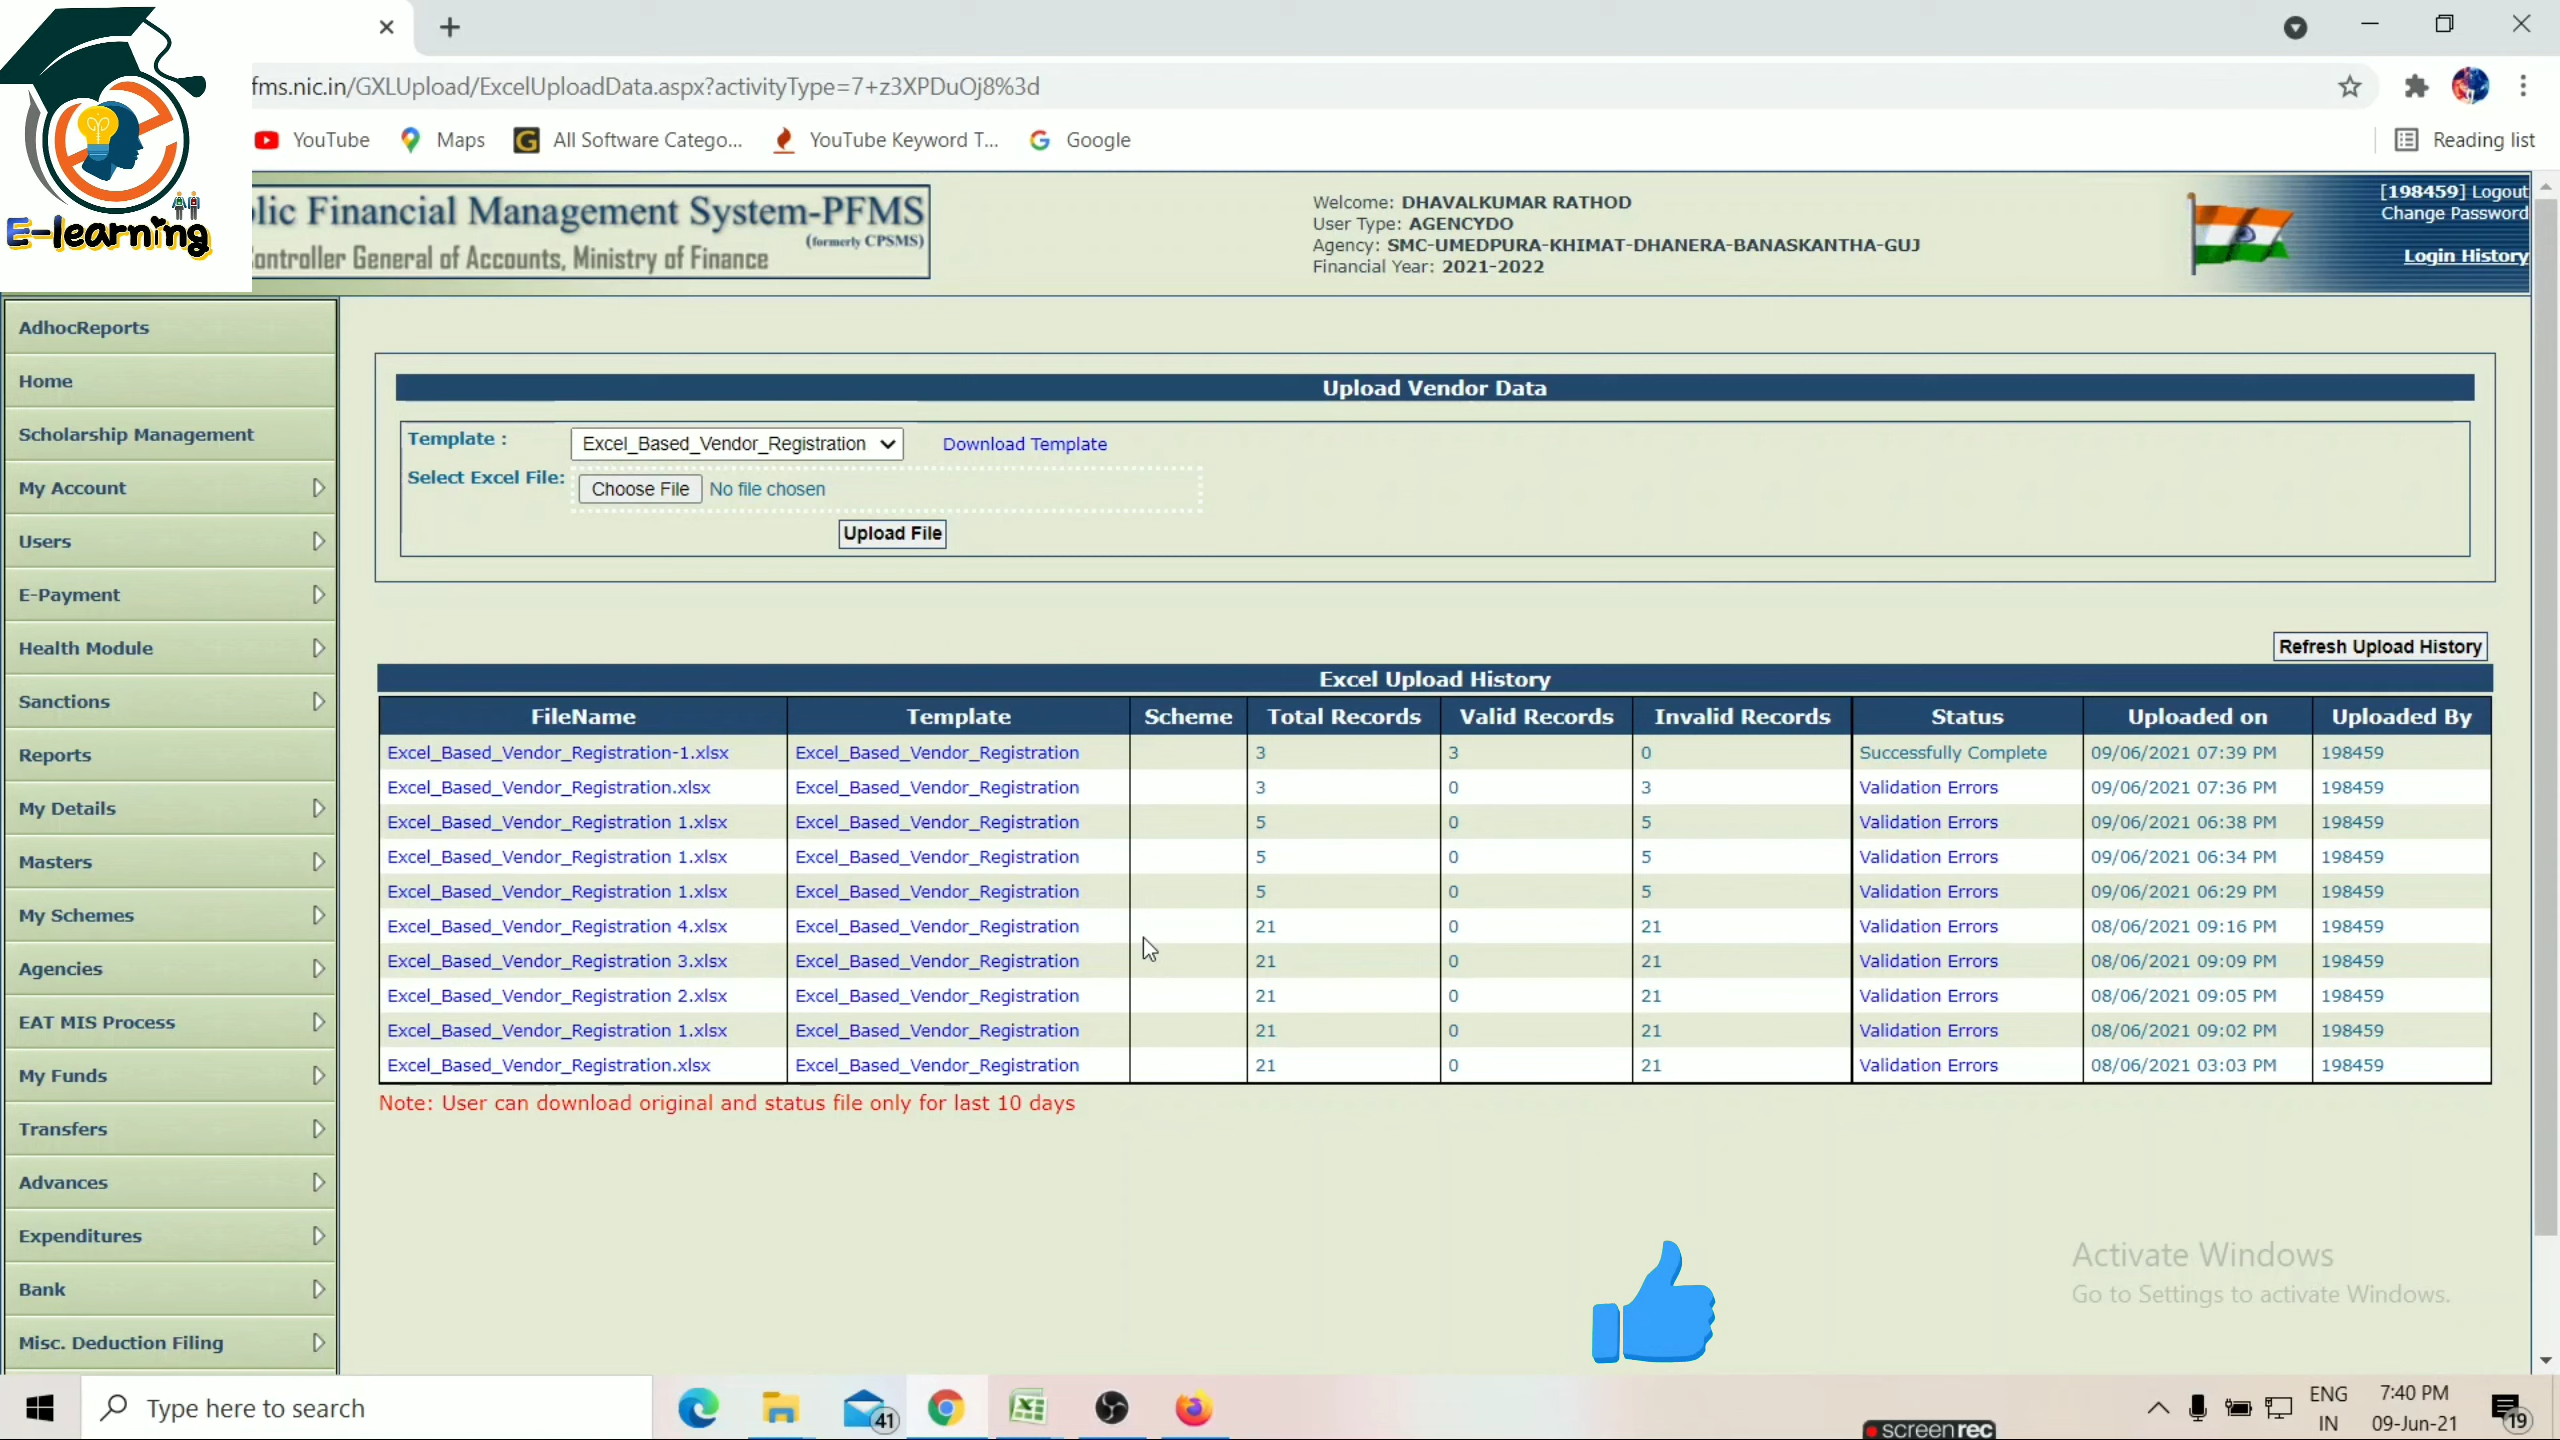 fms.nic.in/GXLUpload/ExcelUploadData.aspx?activityType=7+z3XPDuOj8%3d
YouTube Maps All Software Catego... YouTube Keyword T... Google Reading list
E-learning
lic Financial Management System-PFMS
(formerly CPSMS)
ontroller General of Accounts, Ministry of Finance
Welcome: DHAVALKUMAR RATHOD
User Type: AGENCYDO
Agency: SMC-UMEDPURA-KHIMAT-DHANERA-BANASKANTHA-GUJ
Financial Year: 2021-2022
[198459] Logout
Change Password
Login History
AdhocReports
Home
Scholarship Management
My Account
Users
E-Payment
Health Module
Sanctions
Reports
My Details
Masters
My Schemes
Agencies
EAT MIS Process
My Funds
Transfers
Advances
Expenditures
Bank
Misc. Deduction Filing
Upload Vendor Data
Template : Excel_Based_Vendor_Registration Download Template
Select Excel File: Choose File No file chosen
Upload File
Refresh Upload History
Excel Upload History
FileName Template Scheme Total Records Valid Records Invalid Records Status Uploaded on Uploaded By
Excel_Based_Vendor_Registration-1.xlsx Excel_Based_Vendor_Registration 3 3 0 Successfully Complete 09/06/2021 07:39 PM 198459
Excel_Based_Vendor_Registration.xlsx Excel_Based_Vendor_Registration 3 0 3 Validation Errors 09/06/2021 07:36 PM 198459
Excel_Based_Vendor_Registration 1.xlsx Excel_Based_Vendor_Registration 5 0 5 Validation Errors 09/06/2021 06:38 PM 198459
Excel_Based_Vendor_Registration 1.xlsx Excel_Based_Vendor_Registration 5 0 5 Validation Errors 09/06/2021 06:34 PM 198459
Excel_Based_Vendor_Registration 1.xlsx Excel_Based_Vendor_Registration 5 0 5 Validation Errors 09/06/2021 06:29 PM 198459
Excel_Based_Vendor_Registration 4.xlsx Excel_Based_Vendor_Registration 21 0 21 Validation Errors 08/06/2021 09:16 PM 198459
Excel_Based_Vendor_Registration 3.xlsx Excel_Based_Vendor_Registration 21 0 21 Validation Errors 08/06/2021 09:09 PM 198459
Excel_Based_Vendor_Registration 2.xlsx Excel_Based_Vendor_Registration 21 0 21 Validation Errors 08/06/2021 09:05 PM 198459
Excel_Based_Vendor_Registration 1.xlsx Excel_Based_Vendor_Registration 21 0 21 Validation Errors 08/06/2021 09:02 PM 198459
Excel_Based_Vendor_Registration.xlsx Excel_Based_Vendor_Registration 21 0 21 Validation Errors 08/06/2021 03:03 PM 198459
Note: User can download original and status file only for last 10 days
Activate Windows
Go to Settings to activate Windows.
Type here to search
41
screenrec
ENG
IN
7:40 PM
09-Jun-21
19